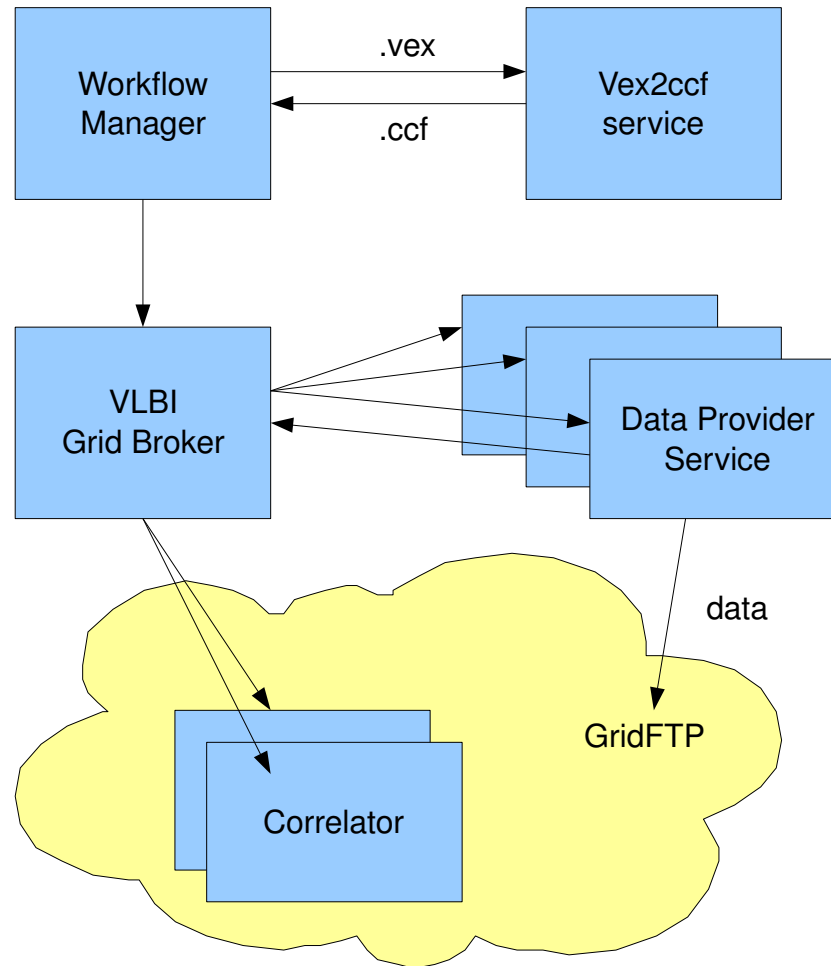 Workflow
Manager
.vex
.ccf
Vex2ccf
service
VLBI
Grid Broker
Data Provider
Service
data
GridFTP
Correlator